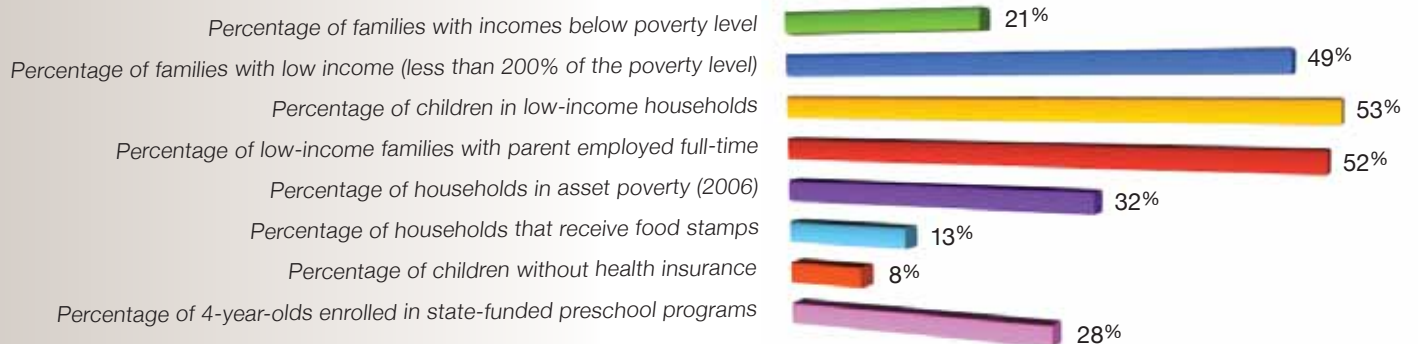 Percentage of families with incomes below poverty level 21%
Percentage of families with low income (less than 200% of the poverty level) 49%
Percentage of children in low-income households 53%
Percentage of low-income families with parent employed full-time 52%
Percentage of households in asset poverty (2006) 32%
Percentage of households that receive food stamps 13%
Percentage of children without health insurance 8%
Percentage of 4-year-olds enrolled in state-funded preschool programs 28%